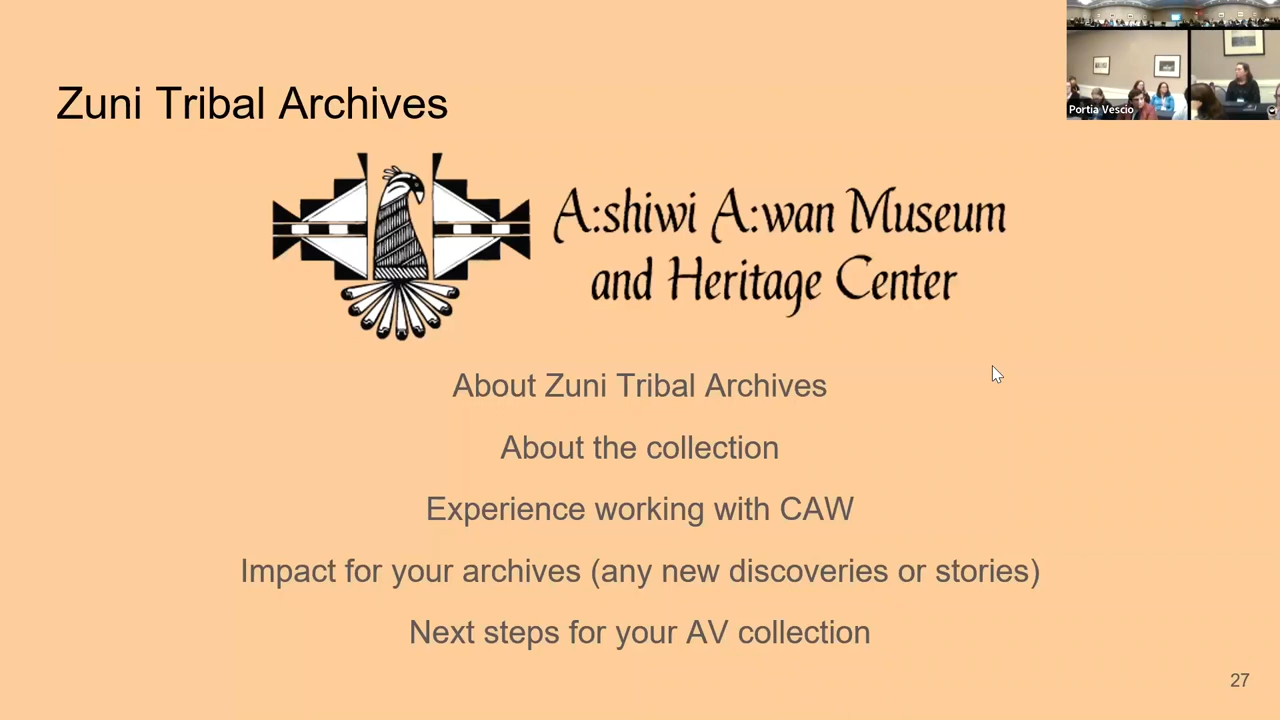 Zuni Tribal Archives
Portia Vescio
A:shiwi A:wan Museum
and Heritage Center
About Zuni Tribal Archives
About the collection
Experience working with CAW
Impact for your archives (any new discoveries or stories)
Next steps for your AV collection
27